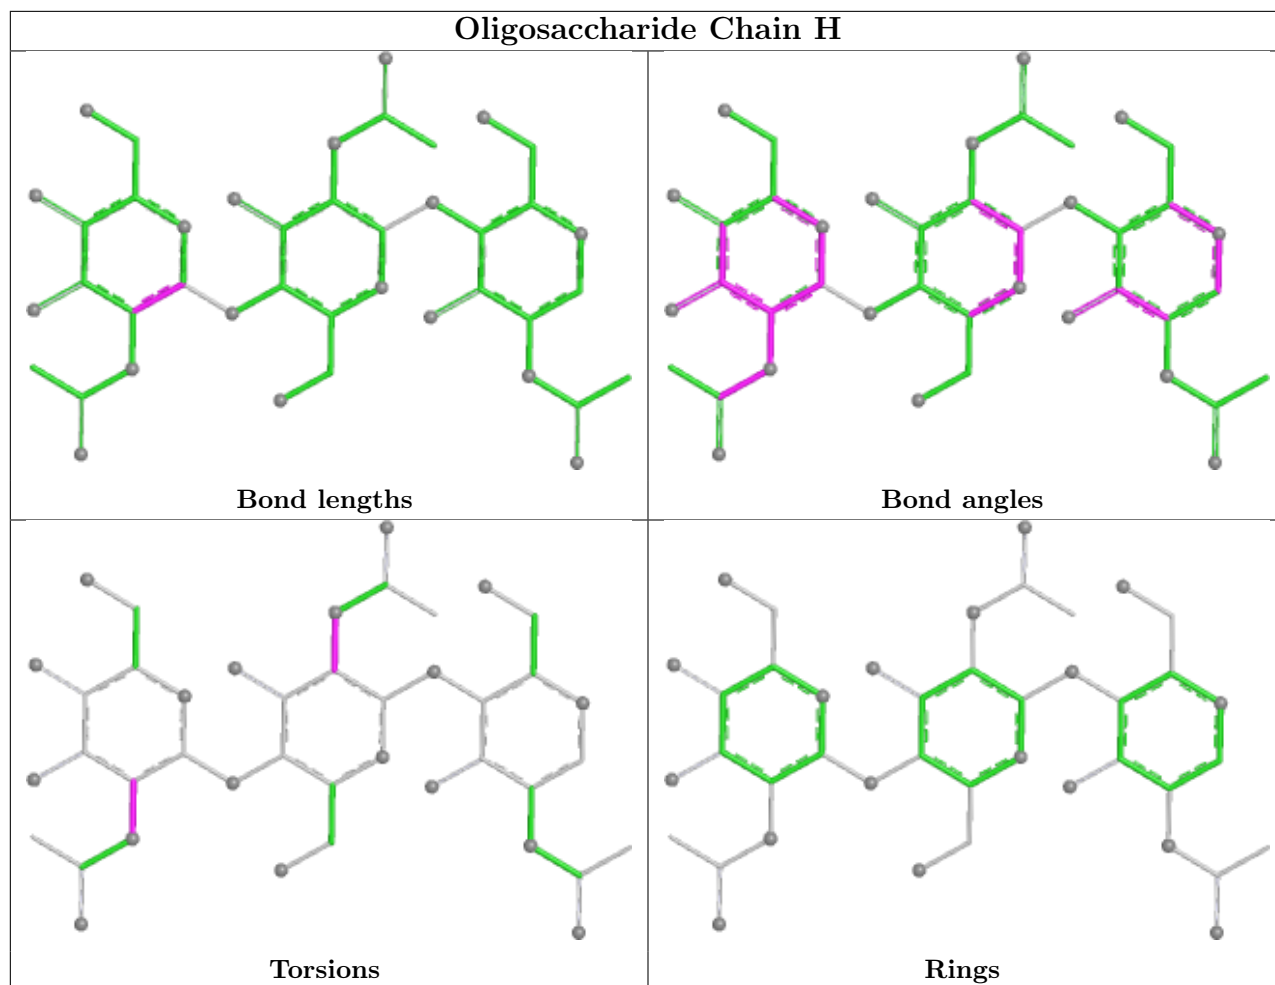 Oligosaccharide Chain H
Bond lengths
Bond angles
Torsions
Rings